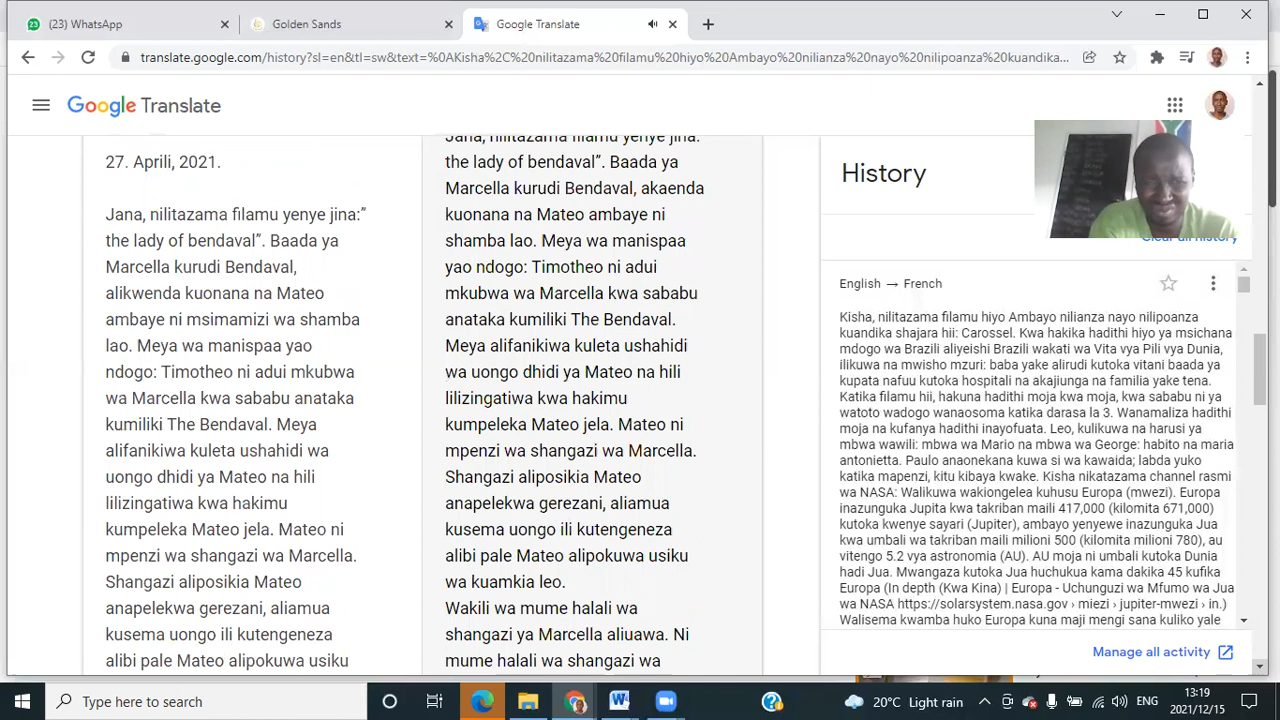 (23) WhatsApp
Golden Sands
Google Translate
translate.google.com/history?sl=en&tl=sw&text=%0AKisha%2C%20nilitazama%20filamu%20hiyo%20Ambayo%20nilianza%20nayo%20nilipoanza%20kuandika...
Google Translate
27. Aprili, 2021.
Jana, nilitazama filamu yenye jina:”
the lady of bendaval”. Baada ya
Marcella kurudi Bendaval,
alikwenda kuonana na Mateo
ambaye ni msimamizi wa shamba
lao. Meya wa manispaa yao
ndogo: Timotheo ni adui mkubwa
wa Marcella kwa sababu anataka
kumiliki The Bendaval. Meya
alifanikiwa kuleta ushahidi wa
uongo dhidi ya Mateo na hili
lilizingatiwa kwa hakimu
kumpeleka Mateo jela. Mateo ni
mpenzi wa shangazi wa Marcella.
Shangazi aliposikia Mateo
anapelekwa gerezani, aliamua
kusema uongo ili kutengeneza
alibi pale Mateo alipokuwa usiku
Jana, nilitazama filamu yenye jina:
the lady of bendaval”. Baada ya
Marcella kurudi Bendaval, akaenda
kuonana na Mateo ambaye ni
shamba lao. Meya wa manispaa
yao ndogo: Timotheo ni adui
mkubwa wa Marcella kwa sababu
anataka kumiliki The Bendaval.
Meya alifanikiwa kuleta ushahidi
wa uongo dhidi ya Mateo na hili
lilizingatiwa kwa hakimu
kumpeleka Mateo jela. Mateo ni
mpenzi wa shangazi wa Marcella.
Shangazi aliposikia Mateo
anapelekwa gerezani, aliamua
kusema uongo ili kutengeneza
alibi pale Mateo alipokuwa usiku
wa kuamkia leo.
Wakili wa mume halali wa
shangazi ya Marcella aliuawa. Ni
mume halali wa shangazi wa
History
Clear all history
English → French
Kisha, nilitazama filamu hiyo Ambayo nilianza nayo nilipoanza
kuandika shajara hii: Carossel. Kwa hakika hadithi hiyo ya msichana
mdogo wa Brazili aliyeishi Brazili wakati wa Vita vya Pili vya Dunia,
ilikuwa na mwisho mzuri: baba yake alirudi kutoka vitani baada ya
kupata nafuu kutoka hospitali na akajiunga na familia yake tena.
Katika filamu hii, hakuna hadithi moja kwa moja, kwa sababu ni ya
watoto wadogo wanaosoma katika darasa la 3. Wanamaliza hadithi
moja na kufanya hadithi inayofuata. Leo, kulikuwa na harusi ya
mbwa wawili: mbwa wa Mario na mbwa wa George: habito na maria
antonietta. Paulo anaonekana kuwa si wa kawaida; labda yuko
katika mapenzi, kitu kibaya kwake. Kisha nikatazama channel rasmi
wa NASA: Walikuwa wakiongelea kuhusu Europa (mwezi). Europa
inazunguka Jupita kwa takriban maili 417,000 (kilomita 671,000)
kutoka kwenye sayari (Jupiter), ambayo yenyewe inazunguka Jua
kwa umbali wa takriban maili milioni 500 (kilomita milioni 780), au
vitengo 5.2 vya astronomia (AU). AU moja ni umbali kutoka Dunia
hadi Jua. Mwangaza kutoka Jua huchukua kama dakika 45 kufika
Europa (In depth (Kwa Kina) | Europa - Uchunguzi wa Mfumo wa Jua
wa NASA https://solarsystem.nasa.gov › miezi › jupiter-mwezi › in.)
Walisema kwamba huko Europa kuna maji mengi sana kuliko yale
Manage all activity
Type here to search
20°C Light rain
ENG
13:19
2021/12/15